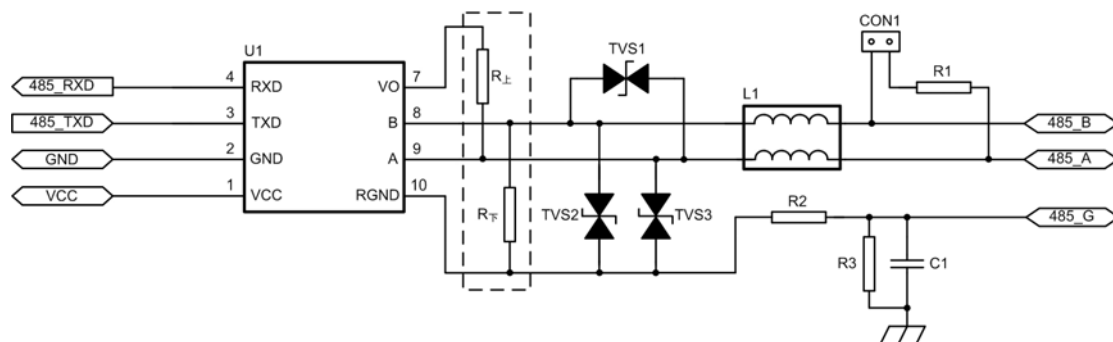 CON1
U1
TVS1
R上
R1
4
7
485_RXD
RXD
VO
L1
3
8
485_TXD
TXD
B
485_B
2
9
GND
GND
A
485_A
1
10
VCC
VCC
RGND
R下
TVS2
TVS3
R2
485_G
R3
C1